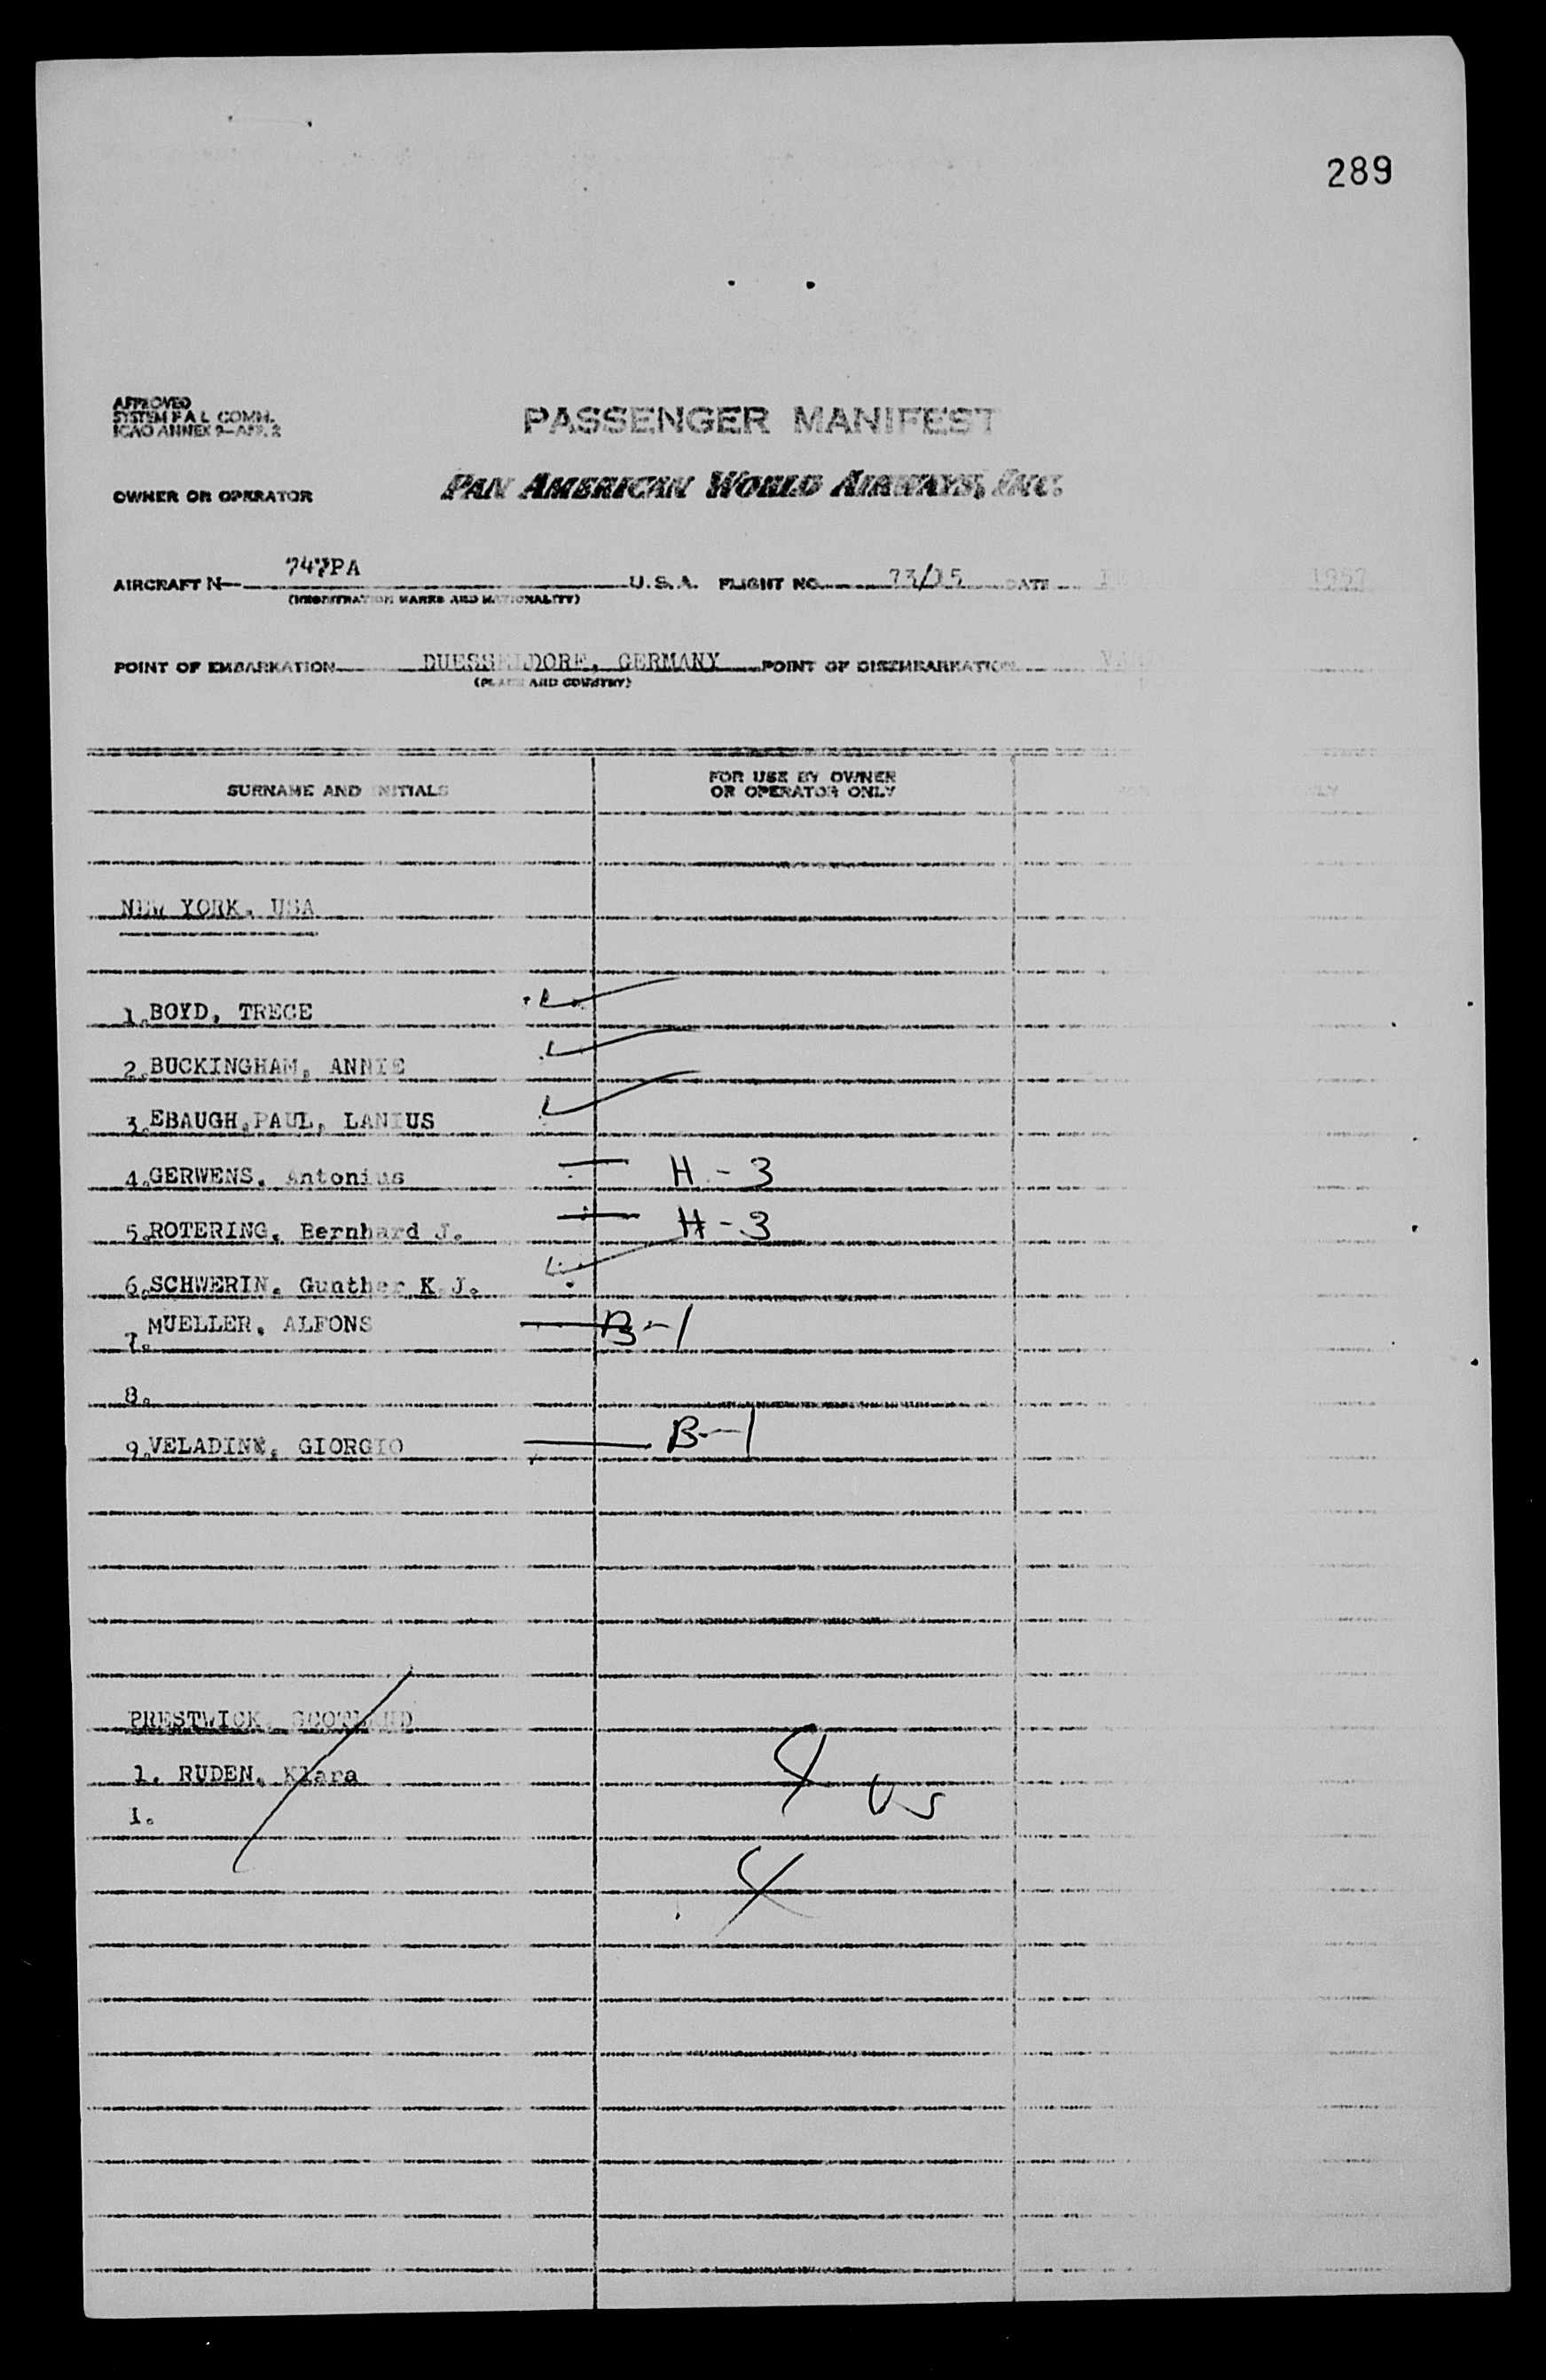 289
APPROVED
SYSTEM F A L COMM.
ICAO ANNEX 9—APP. 2
PASSENGER MANIFEST
OWNER OR OPERATOR PAN AMERICAN WORLD AIRWAYS, INC.
AIRCRAFT N— 747PA U.S.A. FLIGHT NO. 73/15 DATE 1957
(REGISTRATION MARKS AND NATIONALITY)
POINT OF EMBARKATION DUESSELDORF, GERMANY POINT OF DISEMBARKATION
(PLACE AND COUNTRY)
SURNAME AND INITIALS
FOR USE BY OWNER
OR OPERATOR ONLY
NEW YORK, USA
1. BOYD, TRECE
2. BUCKINGHAM, ANNIE
3. EBAUGH, PAUL, LANIUS
4. GERWENS, Antonius H-3
5. ROTERING, Bernhard J. H-3
6. SCHWERIN, Gunther K J.
7. MUELLER, ALFONS B-1
8.
9. VELADINI, GIORGIO B-1
PRESTWICK, SCOTLAND
1. RUDEN, Klara
US
1.